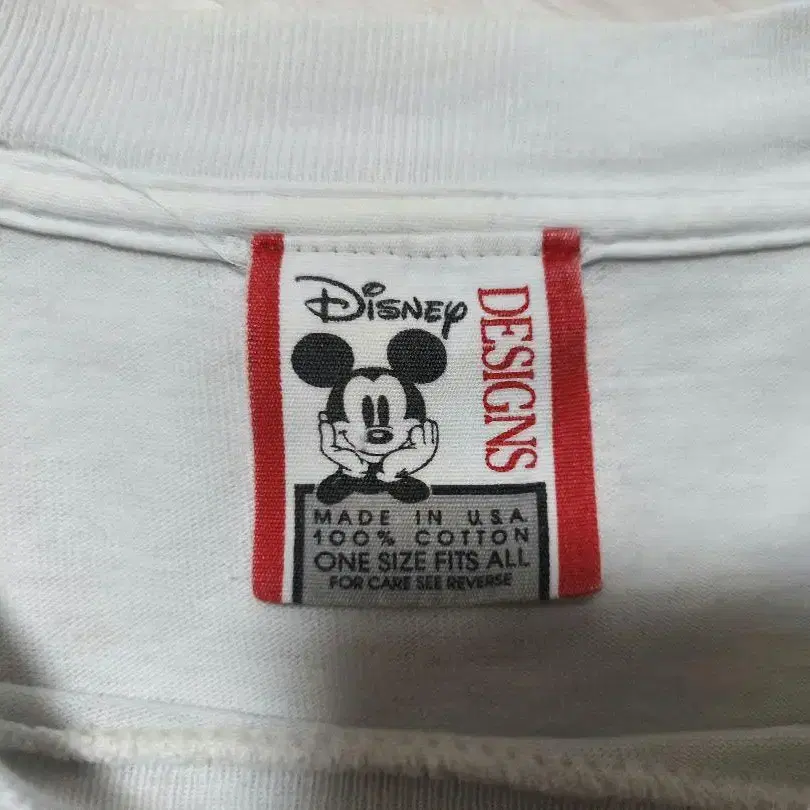 Disney
DESIGNS
MADE IN U.S.A.
100% COTTON
ONE SIZE FITS ALL
FOR CARE SEE REVERSE